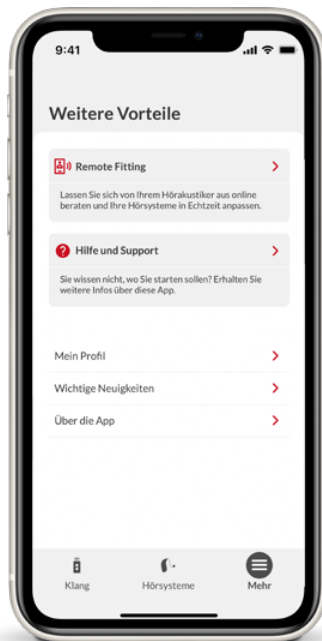 9:41
Weitere Vorteile
Remote Fitting
Lassen Sie sich von Ihrem Hörakustiker aus online
beraten und Ihre Hörsysteme in Echtzeit anpassen.
Hilfe und Support
Sie wissen nicht, wo Sie starten sollen? Erhalten Sie
weitere Infos über diese App.
Mein Profil
Wichtige Neuigkeiten
Über die App
Klang Hörsysteme Mehr